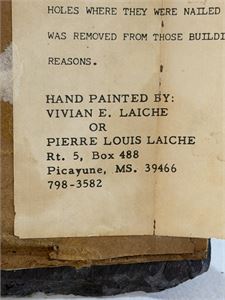 HOLES WHERE THEY WERE NAILED
WAS REMOVED FROM THOSE BUILDI
REASONS.
HAND PAINTED BY:
VIVIAN E. LAICHE
OR
PIERRE LOUIS LAICHE
Rt. 5, Box 488
Picayune, MS. 39466
798-3582